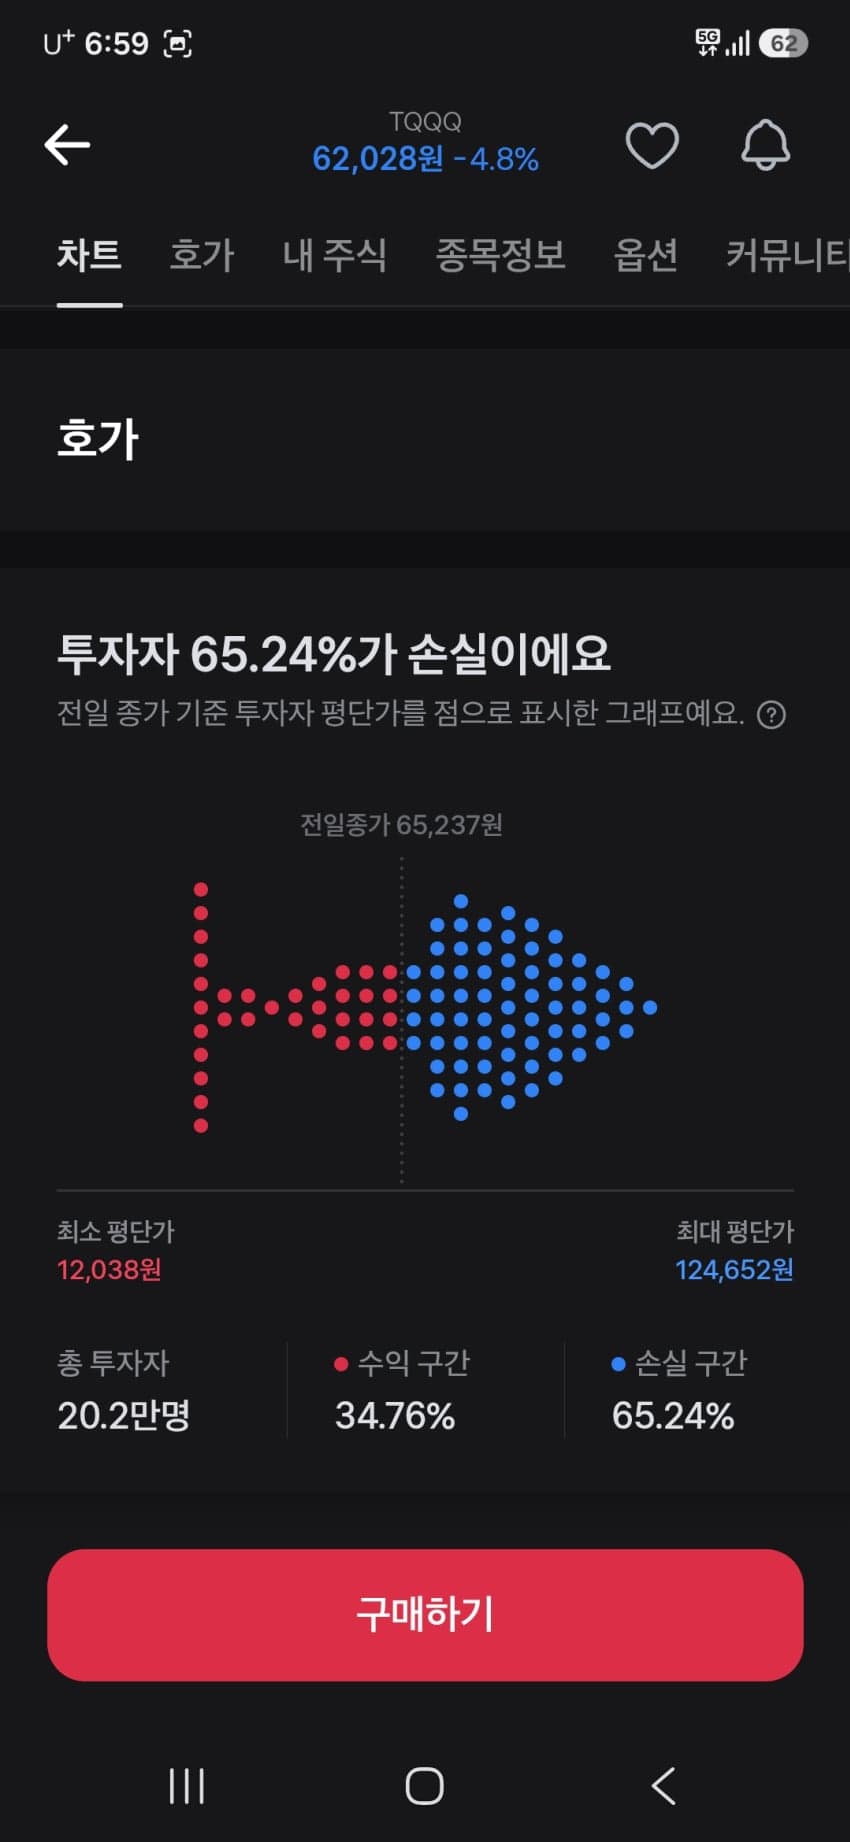 U+ 6:59 5G 62
TQQQ
62,028원 -4.8%
차트 호가 내 주식 종목정보 옵션 커뮤니티
호가
투자자 65.24%가 손실이에요
전일 종가 기준 투자자 평단가를 점으로 표시한 그래프예요. ?
전일종가 65,237원
최소 평단가 최대 평단가
12,038원 124,652원
총 투자자 수익 구간 손실 구간
20.2만명 34.76% 65.24%
구매하기